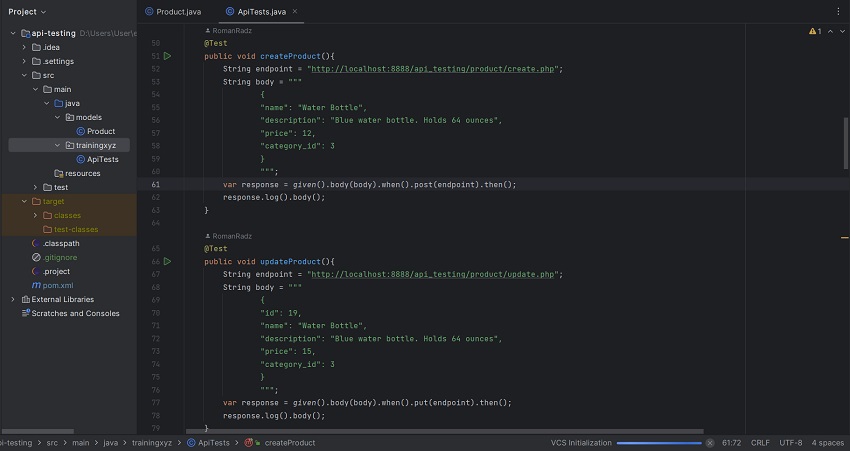 Project
Product.java
ApiTests.java
api-testing D:\Users\User\e
.idea
.settings
src
main
java
models
Product
trainingxyz
ApiTests
resources
test
target
classes
test-classes
.classpath
.gitignore
.project
pom.xml
External Libraries
Scratches and Consoles
1
RomanRadz
50 @Test
51 public void createProduct(){
52 String endpoint = "http://localhost:8888/api_testing/product/create.php";
53 String body = """
54 {
55 "name": "Water Bottle",
56 "description": "Blue water bottle. Holds 64 ounces",
57 "price": 12,
58 "category_id": 3
59 }
60 """;
61 var response = given().body(body).when().post(endpoint).then();
62 response.log().body();
63 }
64
RomanRadz
65 @Test
66 public void updateProduct(){
67 String endpoint = "http://localhost:8888/api_testing/product/update.php";
68 String body = """
69 {
70 "id": 19,
71 "name": "Water Bottle",
72 "description": "Blue water bottle. Holds 64 ounces",
73 "price": 15,
74 "category_id": 3
75 }
76 """;
77 var response = given().body(body).when().put(endpoint).then();
78 response.log().body();
79 }
pi-testing > src > main > java > trainingxyz > ApiTests > createProduct
VCS Initialization
61:72 CRLF UTF-8 4 spaces